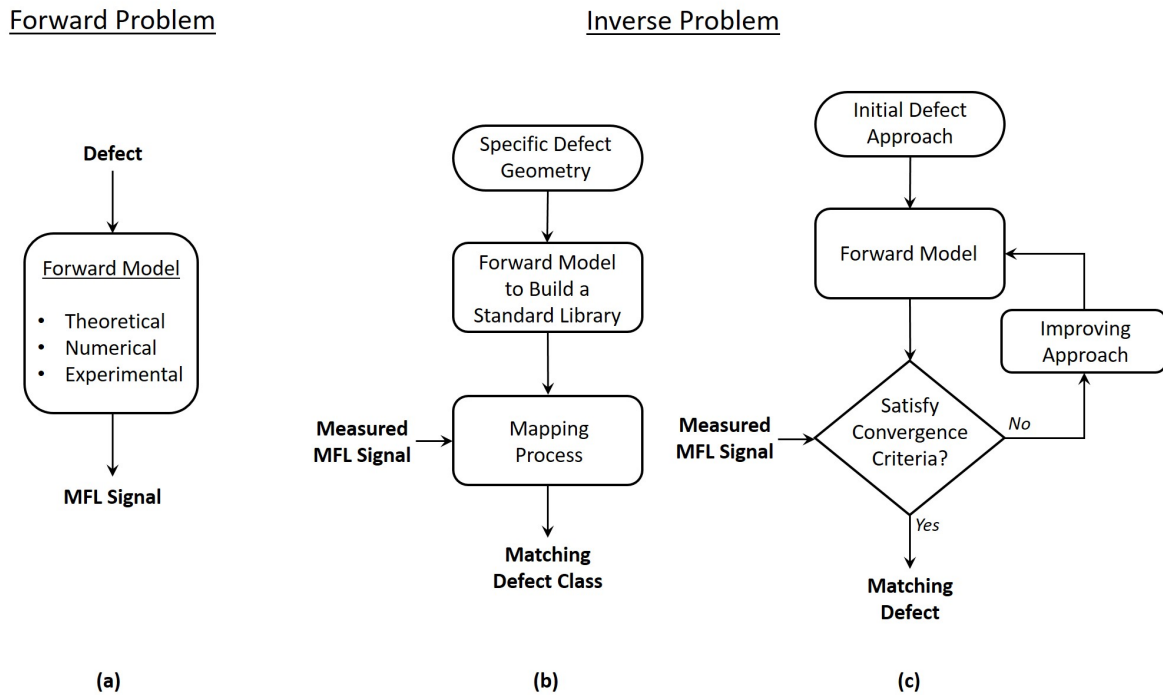 Forward Problem
Inverse Problem
Defect
Forward Model
• Theoretical
• Numerical
• Experimental
MFL Signal
(a)
Specific Defect
Geometry
Forward Model
to Build a
Standard Library
Measured
MFL Signal
Mapping
Process
Matching
Defect Class
(b)
Initial Defect
Approach
Forward Model
Improving
Approach
Measured
MFL Signal
Satisfy
Convergence
Criteria?
No
Yes
Matching
Defect
(c)